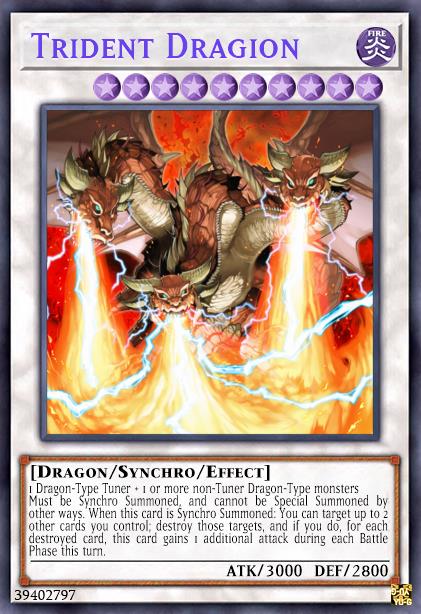 Trident Dragion
FIRE
炎
[Dragon/Synchro/Effect]
1 Dragon-Type Tuner + 1 or more non-Tuner Dragon-Type monsters
Must be Synchro Summoned, and cannot be Special Summoned by
other ways. When this card is Synchro Summoned: You can target up to 2
other cards you control; destroy those targets, and if you do, for each
destroyed card, this card gains 1 additional attack during each Battle
Phase this turn.
ATK/3000 DEF/2800
39402797